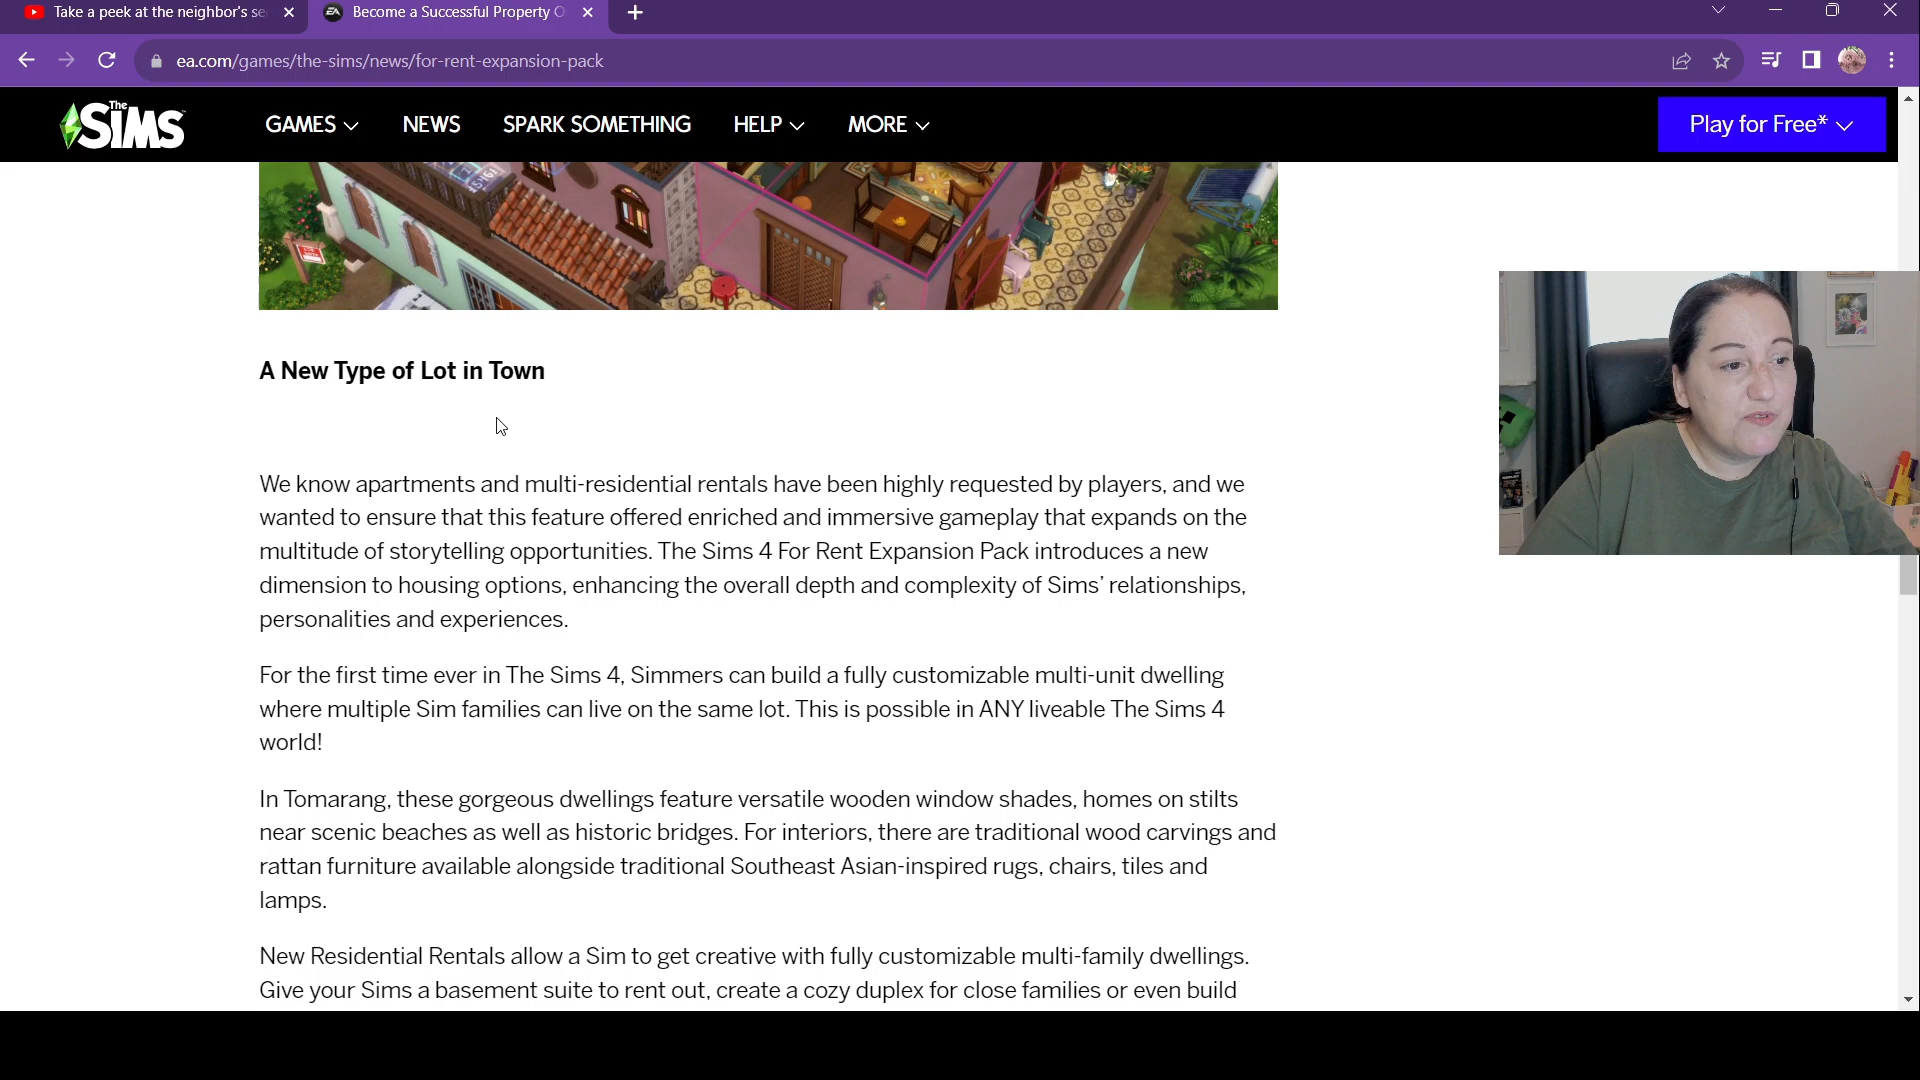 Take a peek at the neighbor's se
Become a Successful Property O
ea.com/games/the-sims/news/for-rent-expansion-pack
The SIMS
GAMES
NEWS
SPARK SOMETHING
HELP
MORE
Play for Free*
A New Type of Lot in Town
We know apartments and multi-residential rentals have been highly requested by players, and we
wanted to ensure that this feature offered enriched and immersive gameplay that expands on the
multitude of storytelling opportunities. The Sims 4 For Rent Expansion Pack introduces a new
dimension to housing options, enhancing the overall depth and complexity of Sims' relationships,
personalities and experiences.
For the first time ever in The Sims 4, Simmers can build a fully customizable multi-unit dwelling
where multiple Sim families can live on the same lot. This is possible in ANY liveable The Sims 4
world!
In Tomarang, these gorgeous dwellings feature versatile wooden window shades, homes on stilts
near scenic beaches as well as historic bridges. For interiors, there are traditional wood carvings and
rattan furniture available alongside traditional Southeast Asian-inspired rugs, chairs, tiles and
lamps.
New Residential Rentals allow a Sim to get creative with fully customizable multi-family dwellings.
Give your Sims a basement suite to rent out, create a cozy duplex for close families or even build